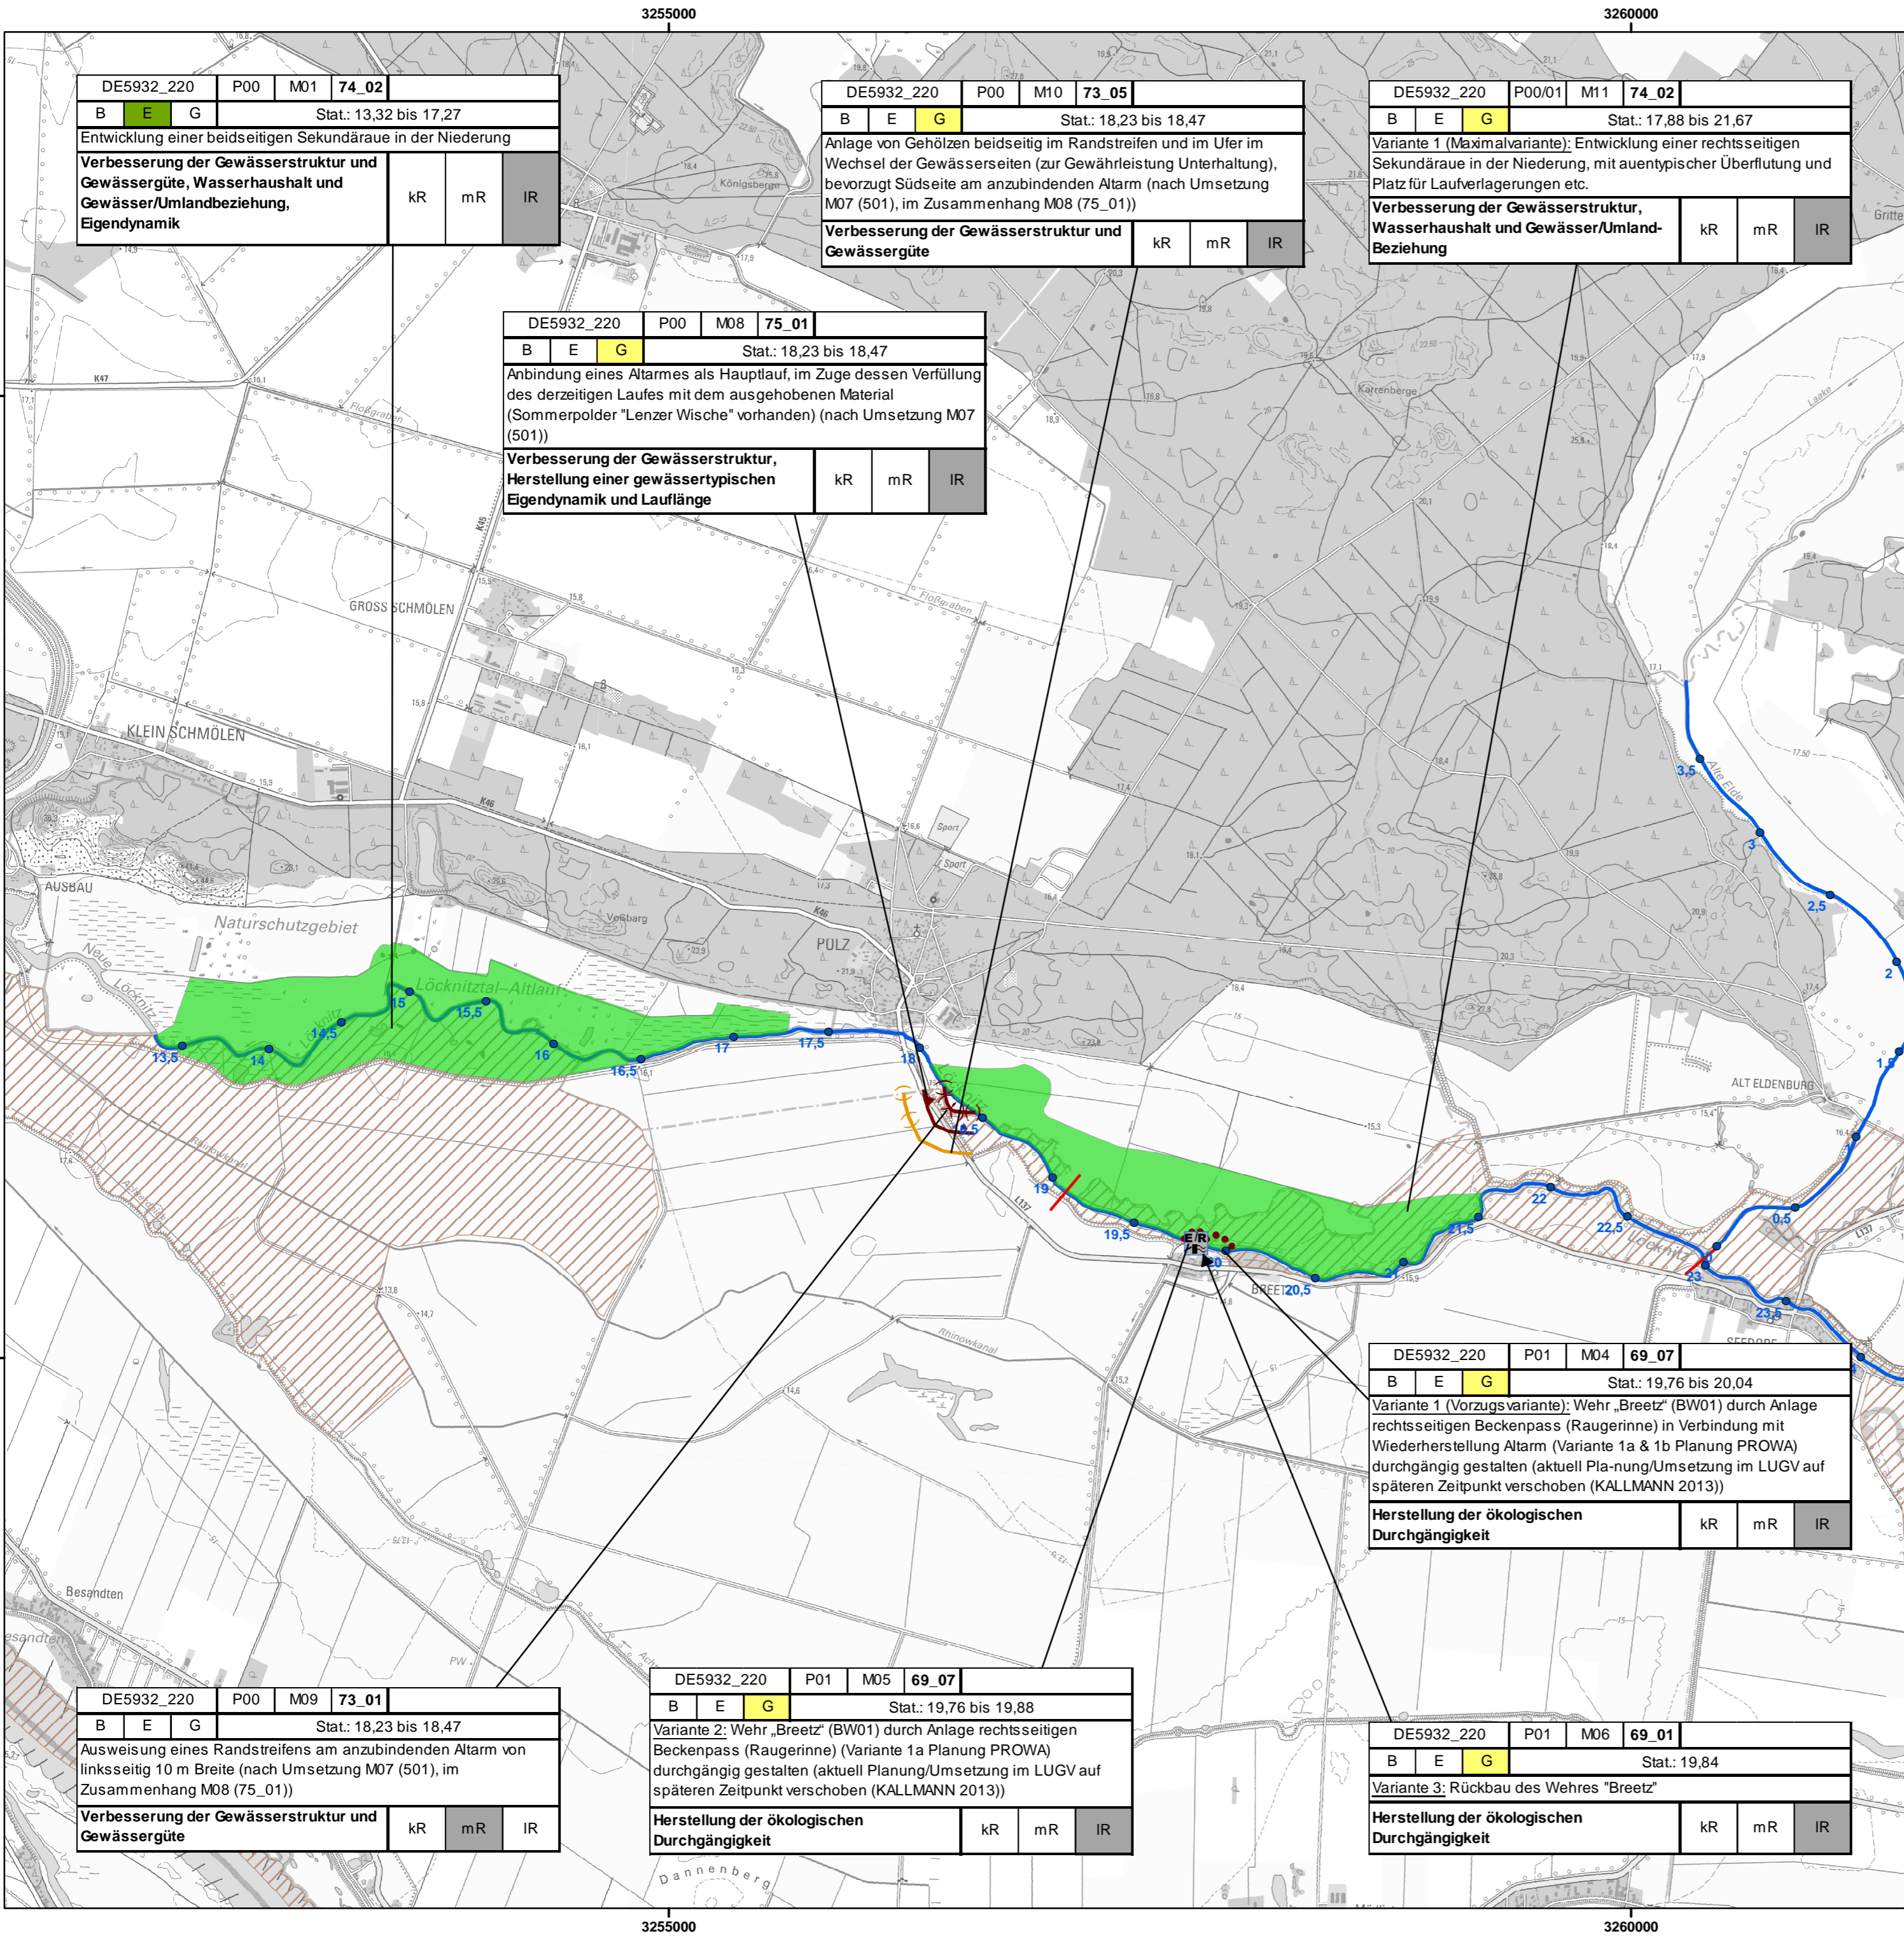 3255000
3260000
DE5932_220 P00 M01 74_02
B E G Stat.: 13,32 bis 17,27
Entwicklung einer beidseitigen Sekundäraue in der Niederung
Verbesserung der Gewässerstruktur und
Gewässergüte, Wasserhaushalt und
Gewässer/Umlandbeziehung,
Eigendynamik
kR mR lR
DE5932_220 P00 M10 73_05
B E G Stat.: 18,23 bis 18,47
Anlage von Gehölzen beidseitig im Randstreifen und im Ufer im
Wechsel der Gewässerseiten (zur Gewährleistung Unterhaltung),
bevorzugt Südseite am anzubindenden Altarm (nach Umsetzung
M07 (501), im Zusammenhang M08 (75_01))
Verbesserung der Gewässerstruktur und
Gewässergüte
kR mR lR
DE5932_220 P00/01 M11 74_02
B E G Stat.: 17,88 bis 21,67
Variante 1 (Maximalvariante): Entwicklung einer rechtsseitigen
Sekundäraue in der Niederung, mit auentypischer Überflutung und
Platz für Laufverlagerungen etc.
Verbesserung der Gewässerstruktur,
Wasserhaushalt und Gewässer/Umland-
Beziehung
kR mR lR
DE5932_220 P00 M08 75_01
B E G Stat.: 18,23 bis 18,47
Anbindung eines Altarmes als Hauptlauf, im Zuge dessen Verfüllung
des derzeitigen Laufes mit dem ausgehobenen Material
(Sommerpolder "Lenzer Wische" vorhanden) (nach Umsetzung M07
(501))
Verbesserung der Gewässerstruktur,
Herstellung einer gewässertypischen
Eigendynamik und Lauflänge
kR mR lR
Königsberge
K47
Floßgraben
Karrenberge
Laake
K45
GROSS SCHMÖLEN
Floßgraben
KLEIN SCHMÖLEN
K46
Sport
Sport
Alte Elde
3,5
3
2,5
2
1,5
AUSBAU
Naturschutzgebiet
Voßbarg
K46
POLZ
Neue
Löcknitz
Löcknitztal-Altlauf
Löcknitz
13,5
14
14,5
15
15,5
16
16,5
17
17,5
18
19
19,5
20,5
21
21,5
22
22,5
23
23,5
0,5
ALT ELDENBURG
Rhinowkanal
L137
L137
Löcknitz
E/R
Rhinowkanal
DE5932_220 P01 M04 69_07
B E G Stat.: 19,76 bis 20,04
Variante 1 (Vorzugsvariante): Wehr „Breetz“ (BW01) durch Anlage
rechtsseitigen Beckenpass (Raugerinne) in Verbindung mit
Wiederherstellung Altarm (Variante 1a & 1b Planung PROWA)
durchgängig gestalten (aktuell Pla-nung/Umsetzung im LUGV auf
späteren Zeitpunkt verschoben (KALLMANN 2013))
Herstellung der ökologischen
Durchgängigkeit
kR mR lR
Besandten
PW
DE5932_220 P00 M09 73_01
B E G Stat.: 18,23 bis 18,47
Ausweisung eines Randstreifens am anzubindenden Altarm von
linksseitig 10 m Breite (nach Umsetzung M07 (501), im
Zusammenhang M08 (75_01))
Verbesserung der Gewässerstruktur und
Gewässergüte
kR mR lR
DE5932_220 P01 M05 69_07
B E G Stat.: 19,76 bis 19,88
Variante 2: Wehr „Breetz“ (BW01) durch Anlage rechtsseitigen
Beckenpass (Raugerinne) (Variante 1a Planung PROWA)
durchgängig gestalten (aktuell Planung/Umsetzung im LUGV auf
späteren Zeitpunkt verschoben (KALLMANN 2013))
Herstellung der ökologischen
Durchgängigkeit
kR mR lR
DE5932_220 P01 M06 69_01
B E G Stat.: 19,84
Variante 3: Rückbau des Wehres "Breetz"
Herstellung der ökologischen
Durchgängigkeit
kR mR lR
Dannenberg
3255000
3260000